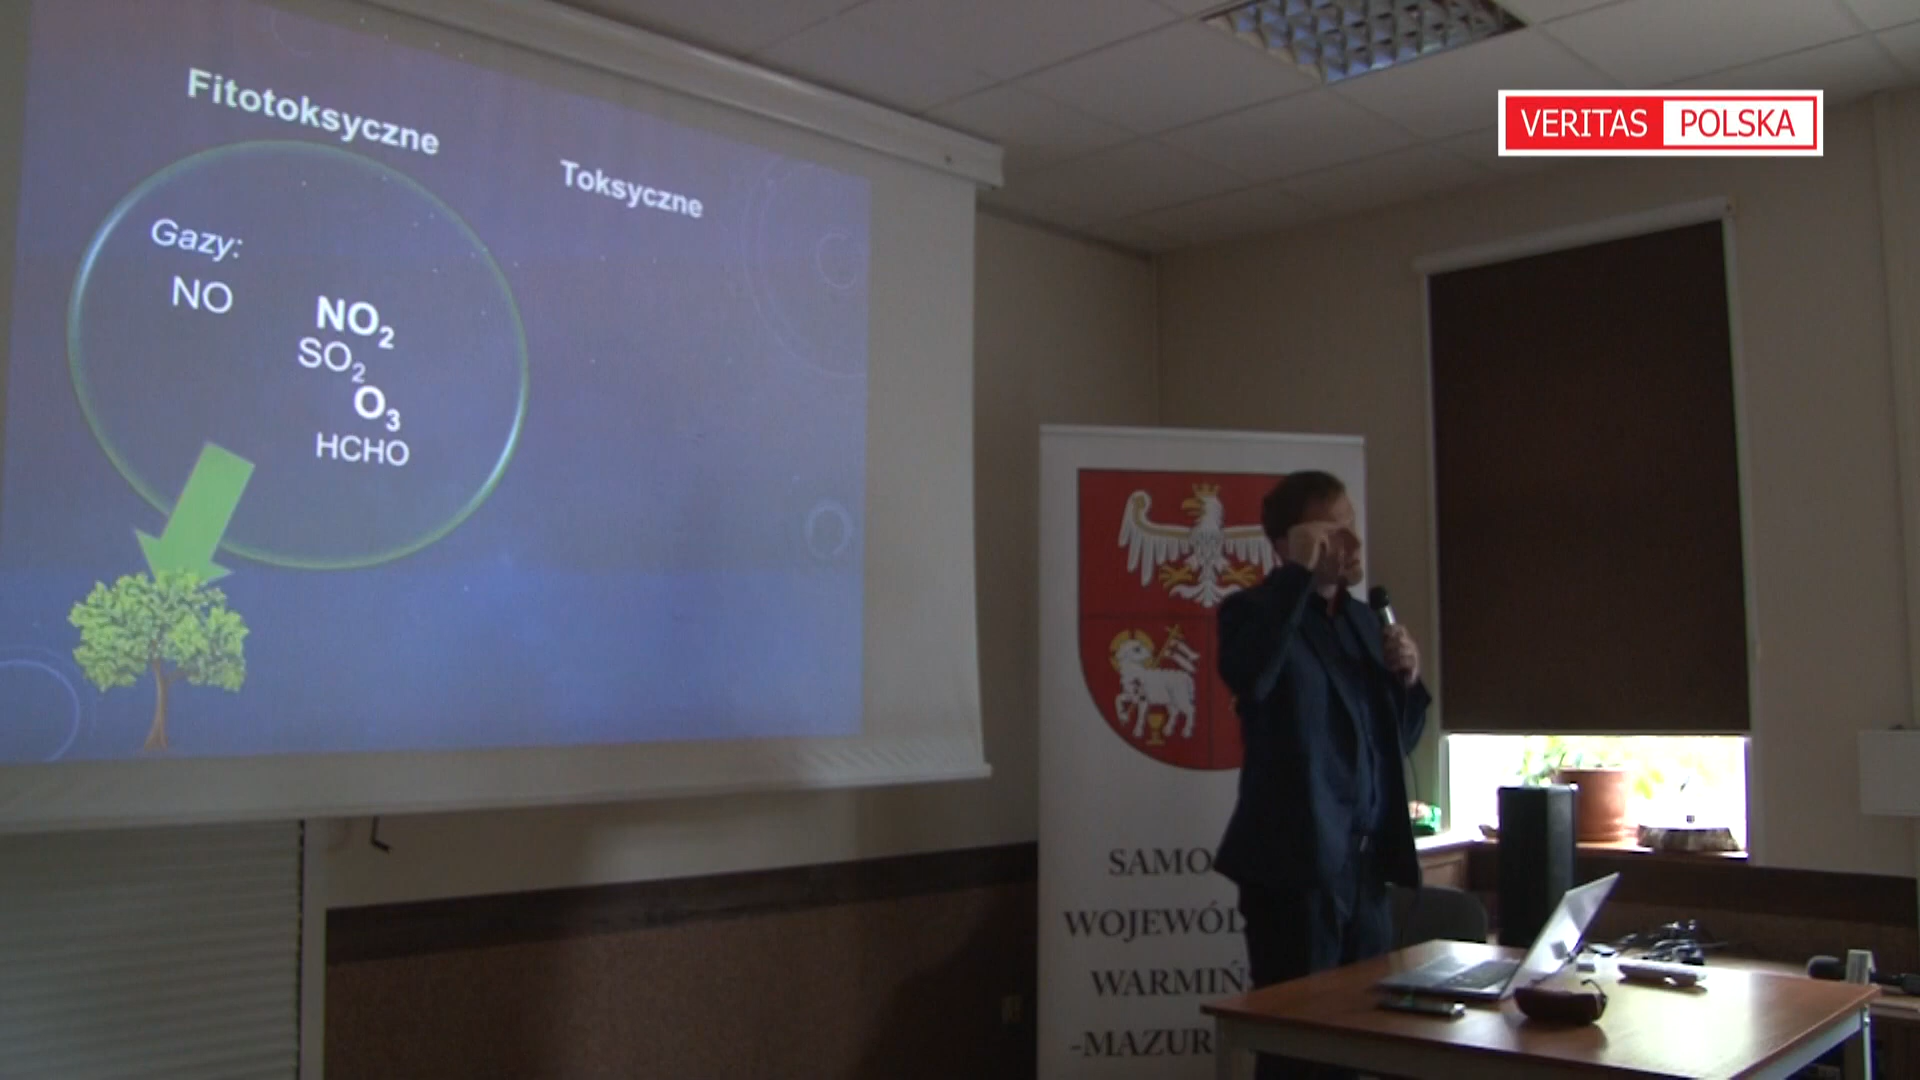 Fitotoksyczne
Toksyczne
Gazy:
NO
NO₂
SO₂
O₃
HCHO
VERITAS POLSKA
SAMO
WOJEWÓ
WARMIŃ
-MAZUR